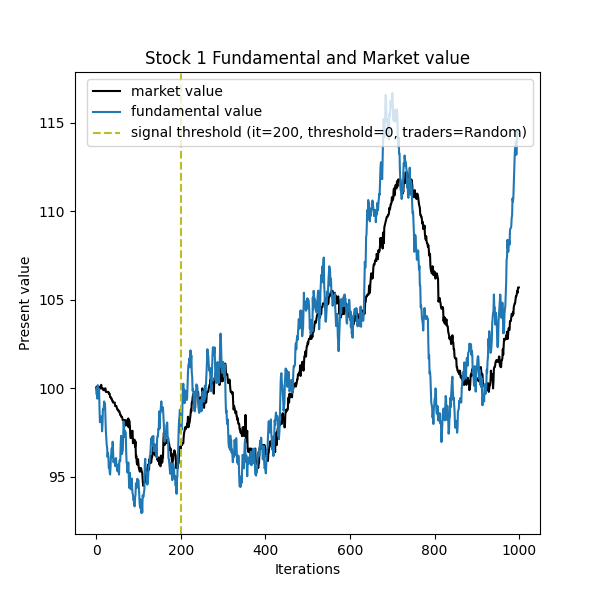 Stock 1 Fundamental and Market value
market value
fundamental value
signal threshold (it=200, threshold=0, traders=Random)
115
110
105
100
95
Present value
0 200 400 600 800 1000
Iterations